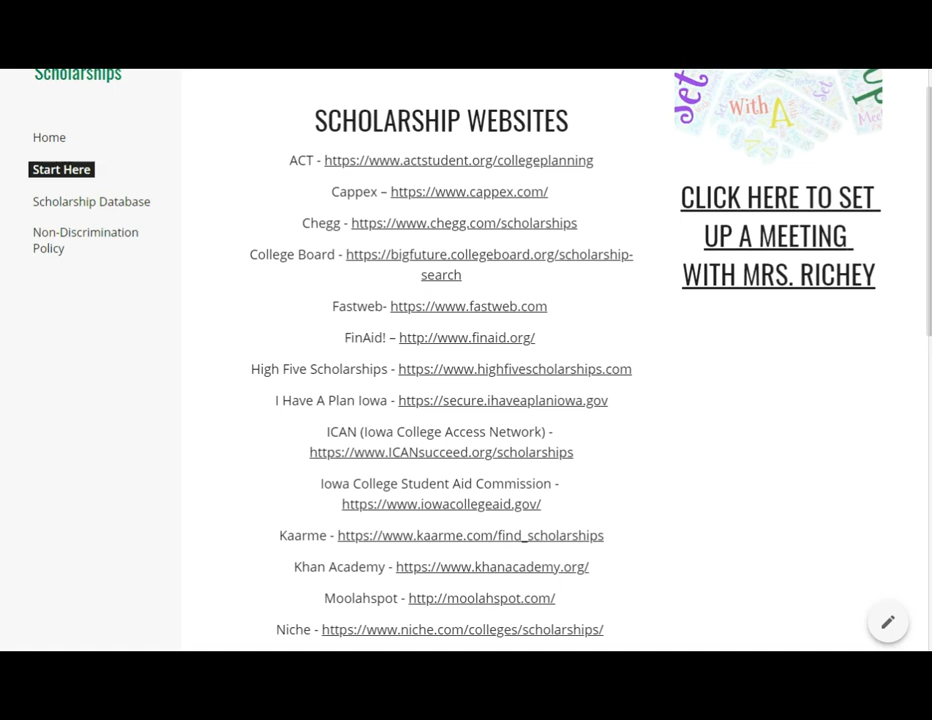 Scholarships
Home
Start Here
Scholarship Database
Non-Discrimination
Policy
SCHOLARSHIP WEBSITES
ACT - https://www.actstudent.org/collegeplanning
Cappex – https://www.cappex.com/
Chegg - https://www.chegg.com/scholarships
College Board - https://bigfuture.collegeboard.org/scholarship-
search
Fastweb- https://www.fastweb.com
FinAid! – http://www.finaid.org/
High Five Scholarships - https://www.highfivescholarships.com
I Have A Plan Iowa - https://secure.ihaveaplaniowa.gov
ICAN (Iowa College Access Network) -
https://www.ICANsucceed.org/scholarships
Iowa College Student Aid Commission -
https://www.iowacollegeaid.gov/
Kaarme - https://www.kaarme.com/find_scholarships
Khan Academy - https://www.khanacademy.org/
Moolahspot - http://moolahspot.com/
Niche - https://www.niche.com/colleges/scholarships/
Set
With A
Set
UP
CLICK HERE TO SET
UP A MEETING
WITH MRS. RICHEY